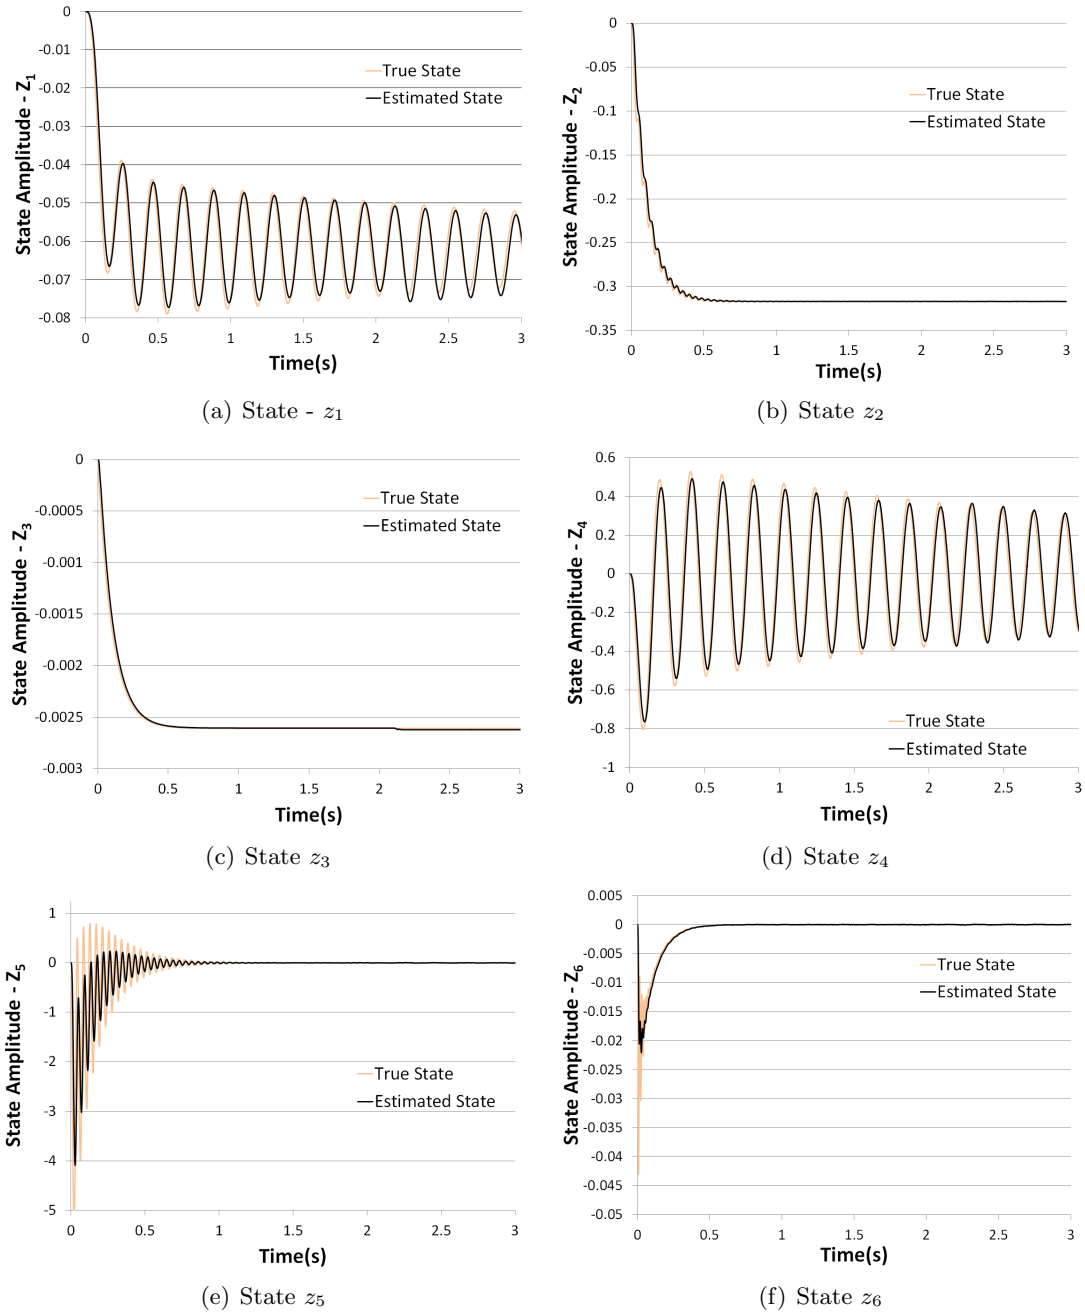 0
-0.01
-0.02
-0.03
-0.04
-0.05
-0.06
-0.07
-0.08
State Amplitude - Z1
True State
Estimated State
0 0.5 1 1.5 2 2.5 3
Time(s)
(a) State - z1
0
-0.05
-0.1
-0.15
-0.2
-0.25
-0.3
-0.35
State Amplitude - Z2
True State
Estimated State
0 0.5 1 1.5 2 2.5 3
Time(s)
(b) State z2
0
-0.0005
-0.001
-0.0015
-0.002
-0.0025
-0.003
State Amplitude - Z3
True State
Estimated State
0 0.5 1 1.5 2 2.5 3
Time(s)
(c) State z3
0.6
0.4
0.2
0
-0.2
-0.4
-0.6
-0.8
-1
State Amplitude - Z4
True State
Estimated State
0 0.5 1 1.5 2 2.5 3
Time(s)
(d) State z4
1
0
-1
-2
-3
-4
-5
State Amplitude - Z5
True State
Estimated State
0 0.5 1 1.5 2 2.5 3
Time(s)
(e) State z5
0.005
0
-0.005
-0.01
-0.015
-0.02
-0.025
-0.03
-0.035
-0.04
-0.045
-0.05
State Amplitude - Z6
True State
Estimated State
0 0.5 1 1.5 2 2.5 3
Time(s)
(f) State z6